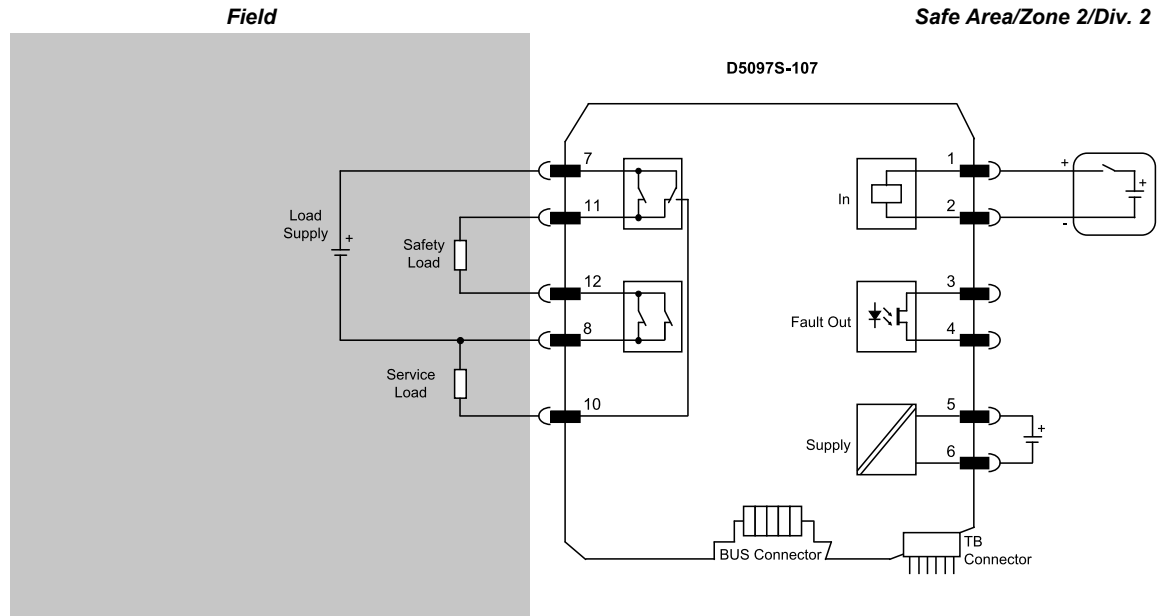 Field
Safe Area/Zone 2/Div. 2
D5097S-107
7
11
Load
Supply
+
Safety
Load
12
8
Service
Load
10
1
In
2
+
+
-
3
Fault Out
4
5
Supply
+
6
BUS Connector
TB
Connector